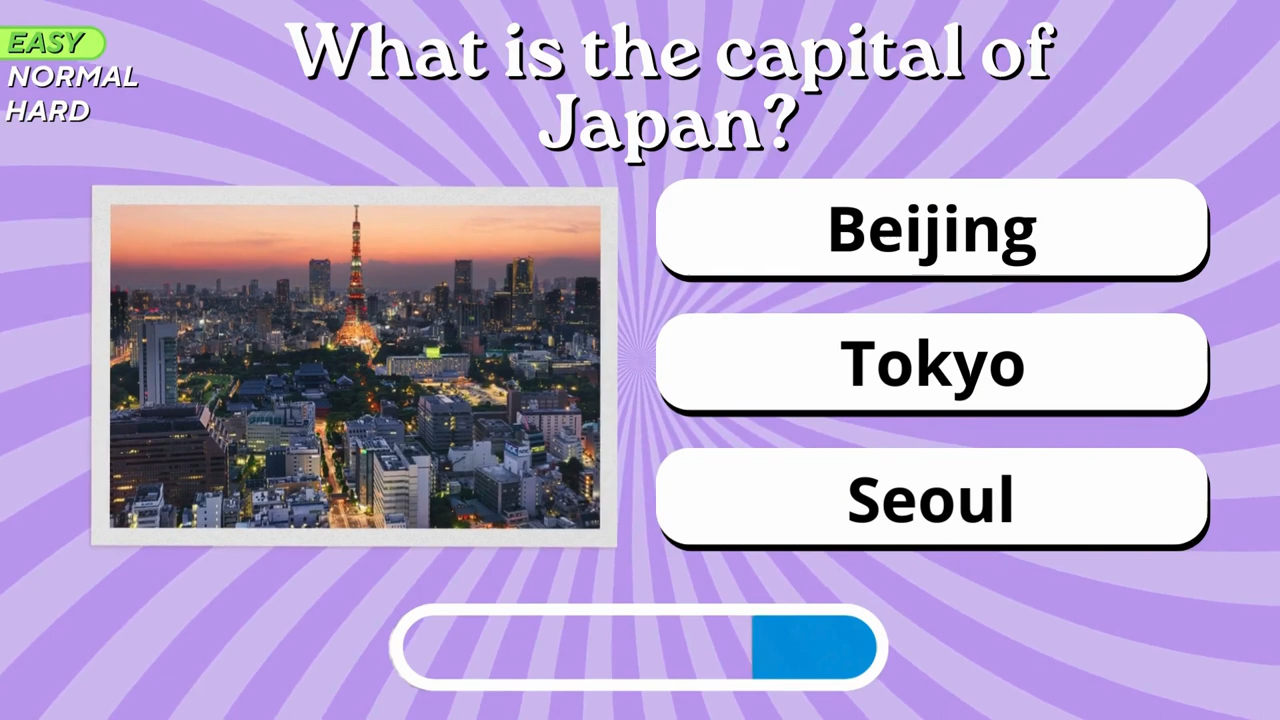 EASY
NORMAL
HARD
What is the capital of
Japan?
Beijing
Tokyo
Seoul